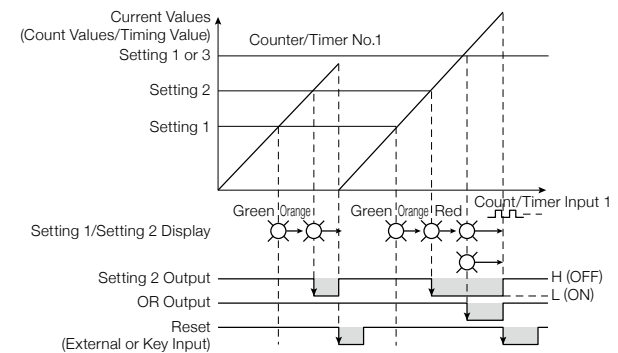 Current Values
(Count Values/Timing Value)
Counter/Timer No.1
Setting 1 or 3
Setting 2
Setting 1
Count/Timer Input 1
Green Orange Green Orange Red
Setting 1/Setting 2 Display
Setting 2 Output
H (OFF)
L (ON)
OR Output
Reset
(External or Key Input)